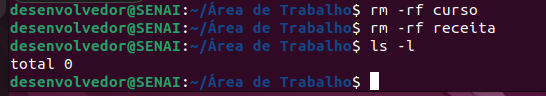 desenvolvedor@SENAI:~/Área de Trabalho$ rm -rf curso
desenvolvedor@SENAI:~/Área de Trabalho$ rm -rf receita
desenvolvedor@SENAI:~/Área de Trabalho$ ls -l
total 0
desenvolvedor@SENAI:~/Área de Trabalho$